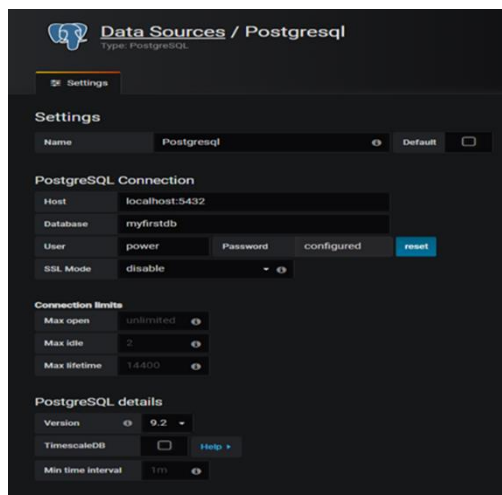 Data Sources / Postgresql
Type: PostgreSQL
Settings
Settings
Name Postgresql Default
PostgreSQL Connection
Host localhost:5432
Database myfirstdb
User power Password configured reset
SSL Mode disable
Connection limits
Max open unlimited
Max idle 2
Max lifetime 14400
PostgreSQL details
Version 9.2
TimescaleDB Help
Min time interval 1m